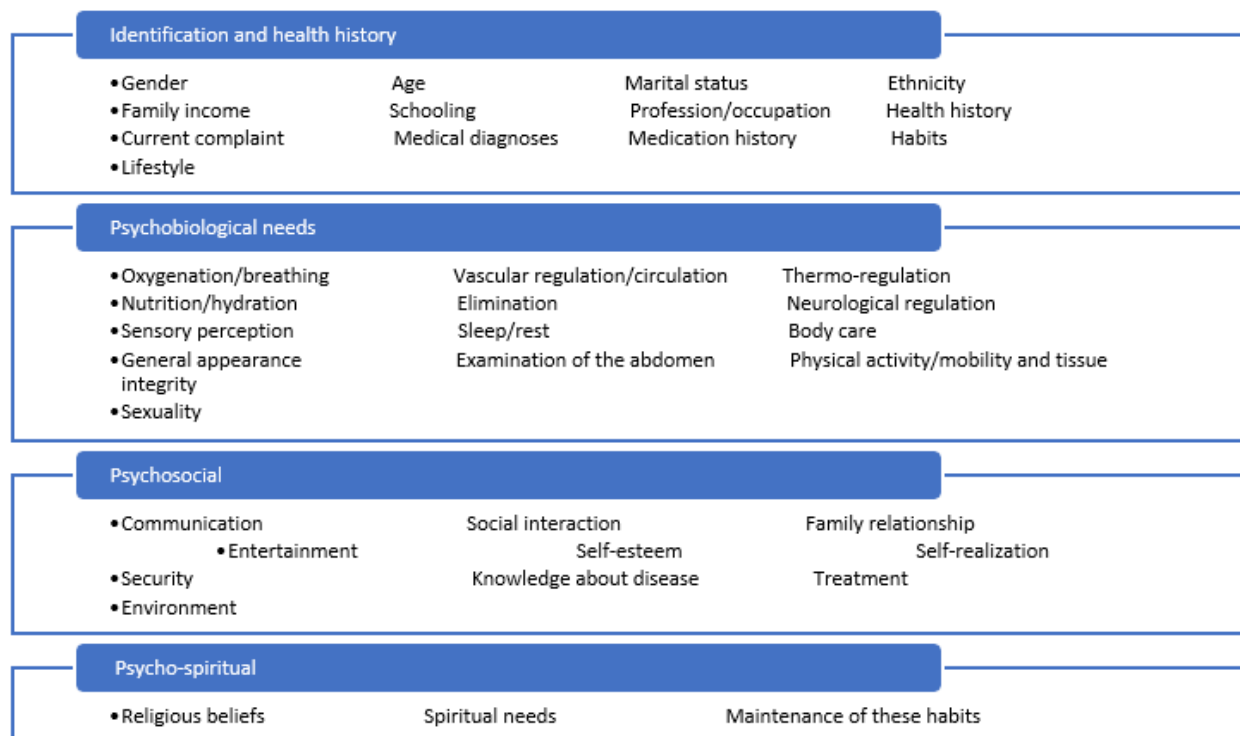 Identification and health history
•Gender Age Marital status Ethnicity
•Family income Schooling Profession/occupation Health history
•Current complaint Medical diagnoses Medication history Habits
•Lifestyle
Psychobiological needs
•Oxygenation/breathing Vascular regulation/circulation Thermo-regulation
•Nutrition/hydration Elimination Neurological regulation
•Sensory perception Sleep/rest Body care
•General appearance Examination of the abdomen Physical activity/mobility and tissue
integrity
•Sexuality
Psychosocial
•Communication Social interaction Family relationship
•Entertainment Self-esteem Self-realization
•Security Knowledge about disease Treatment
•Environment
Psycho-spiritual
•Religious beliefs Spiritual needs Maintenance of these habits